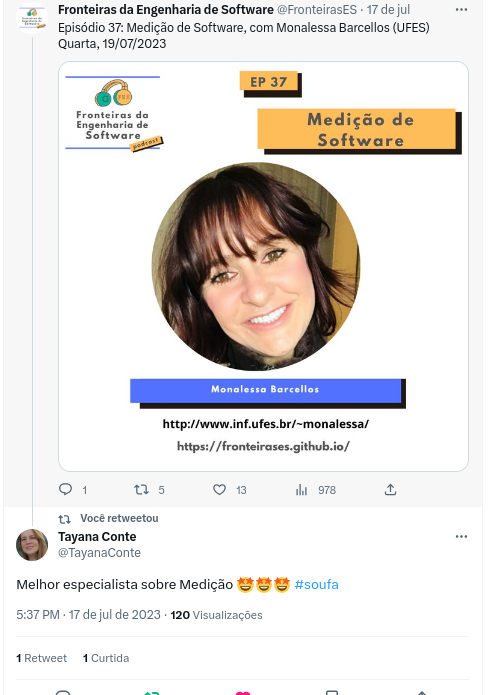 Fronteiras da Engenharia de Software @FronteirasES · 17 de jul
Episódio 37: Medição de Software, com Monalessa Barcellos (UFES)
Quarta, 19/07/2023
EP 37
Fronteiras da
Engenharia de
Software
podcast
Medição de
Software
Monalessa Barcellos
http://www.inf.ufes.br/~monalessa/
https://fronteirases.github.io/
1 5 13 978
Você retweetou
Tayana Conte
@TayanaConte
Melhor especialista sobre Medição 🤩🤩🤩 #soufa
5:37 PM · 17 de jul de 2023 · 120 Visualizações
1 Retweet 1 Curtida